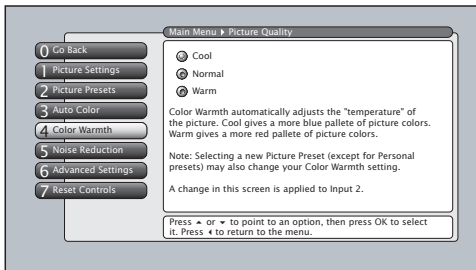 Main Menu ▸ Picture Quality
0 Go Back
1 Picture Settings
2 Picture Presets
3 Auto Color
4 Color Warmth
5 Noise Reduction
6 Advanced Settings
7 Reset Controls
Cool
Normal
Warm
Color Warmth automatically adjusts the "temperature" of
the picture. Cool gives a more blue pallete of picture colors.
Warm gives a more red pallete of picture colors.
Note: Selecting a new Picture Preset (except for Personal
presets) may also change your Color Warmth setting.
A change in this screen is applied to Input 2.
Press ▴ or ▾ to point to an option, then press OK to select
it. Press ◂ to return to the menu.